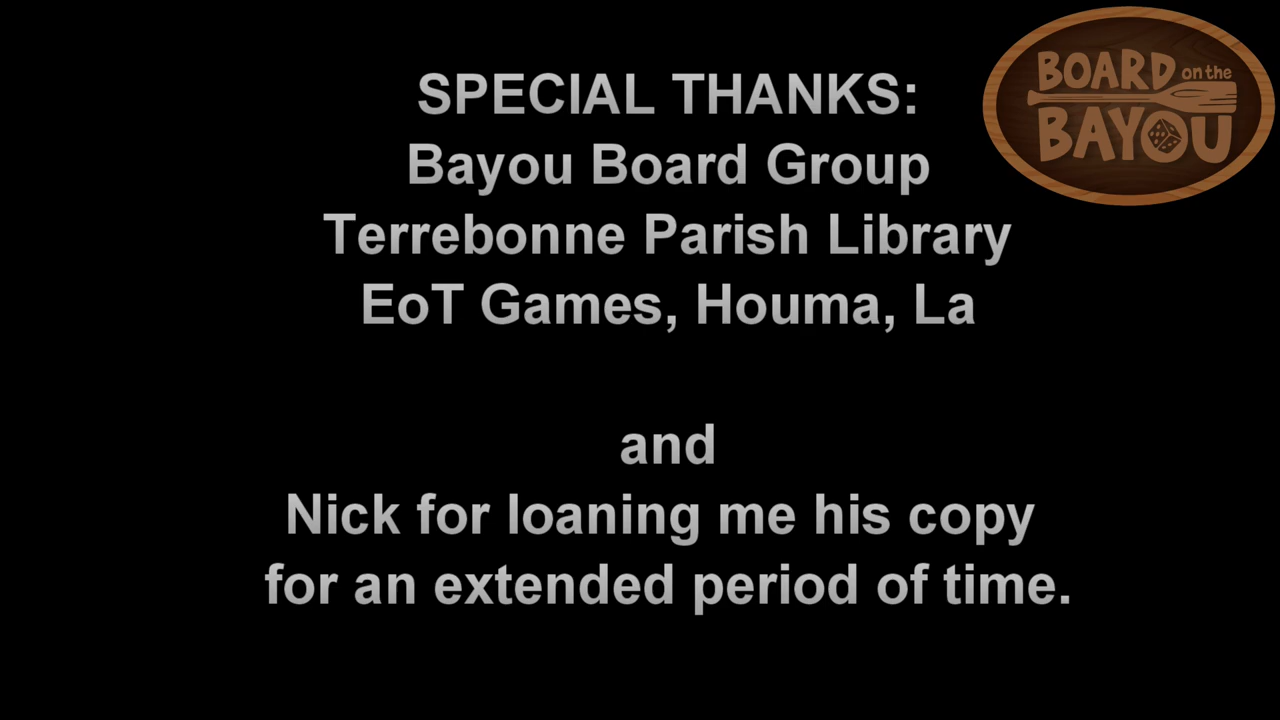 SPECIAL THANKS:
Bayou Board Group
Terrebonne Parish Library
EoT Games, Houma, La
and
Nick for loaning me his copy
for an extended period of time.
BOARD on the
BAYOU